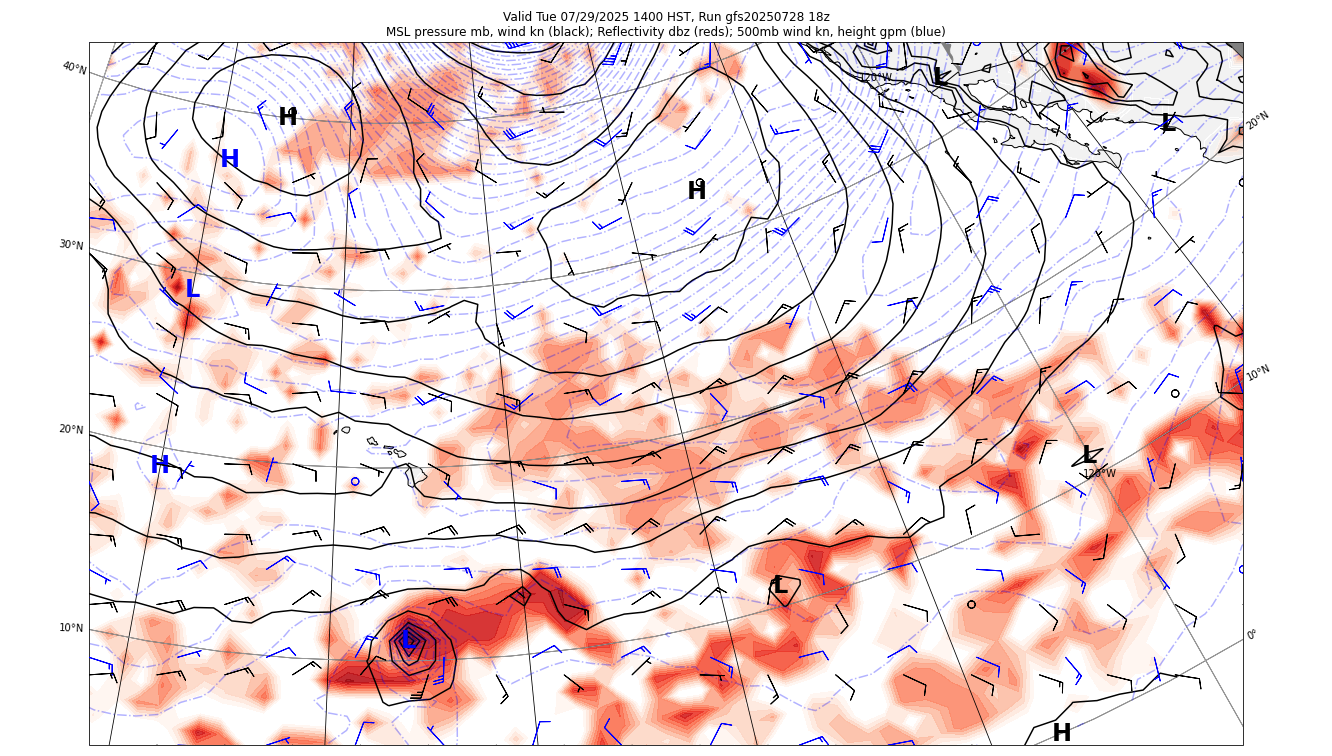 Valid Tue 07/29/2025 1400 HST, Run gfs20250728 18z
MSL pressure mb, wind kn (black); Reflectivity dbz (reds); 500mb wind kn, height gpm (blue)
40°N
120°W
L
L
20°N
H
H
H
30°N
L
10°N
20°N
H
L
120°W
L
10°N
L
0°
H